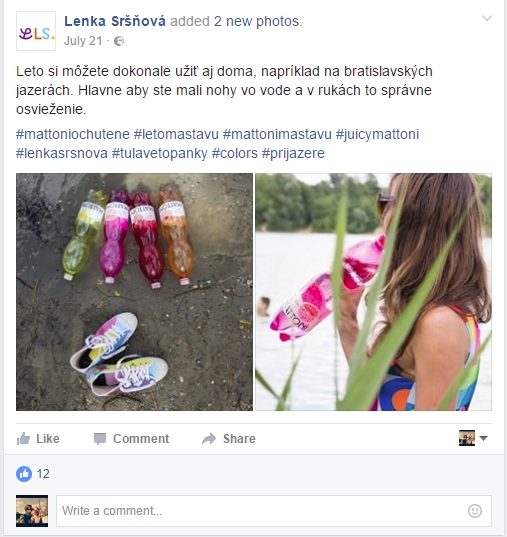 LS.
Lenka Sršňová added 2 new photos.
July 21 ·
Leto si môžete dokonale užiť aj doma, napríklad na bratislavských
jazerách. Hlavne aby ste mali nohy vo vode a v rukách to správne
osvieženie.
#mattoniochutene #letomastavu #mattonimastavu #juicymattoni
#lenkasrsnova #tulavetopanky #colors #prijazere
Like Comment Share
12
Write a comment...